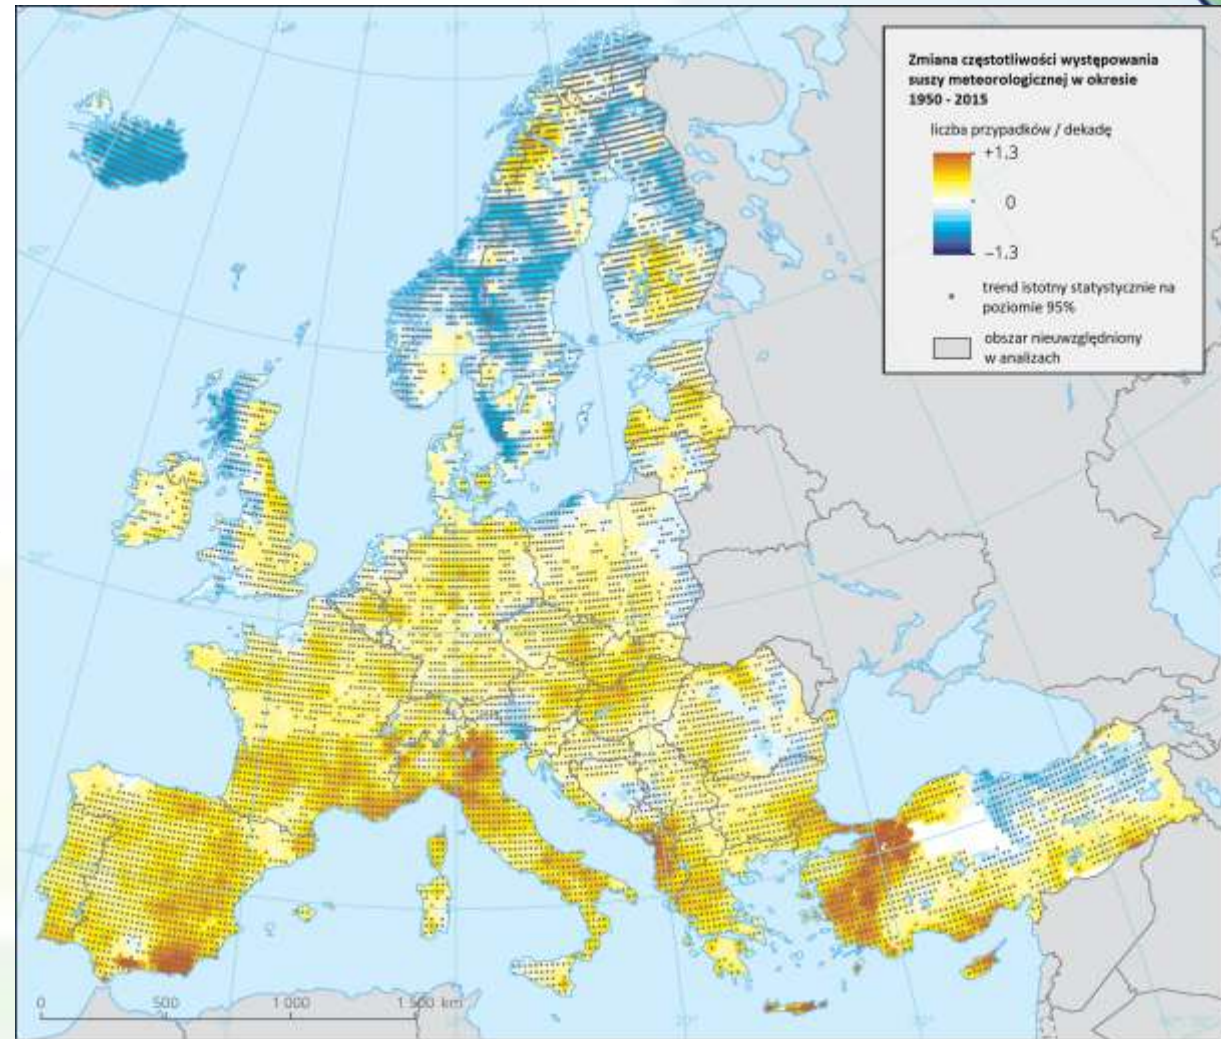 Zmiana częstotliwości występowania
suszy meteorologicznej w okresie
1950 - 2015
liczba przypadków / dekadę
+1.3
0
−1.3
trend istotny statystycznie na
poziomie 95%
obszar nieuwzględniony
w analizach
0 500 1 000 1 500 km